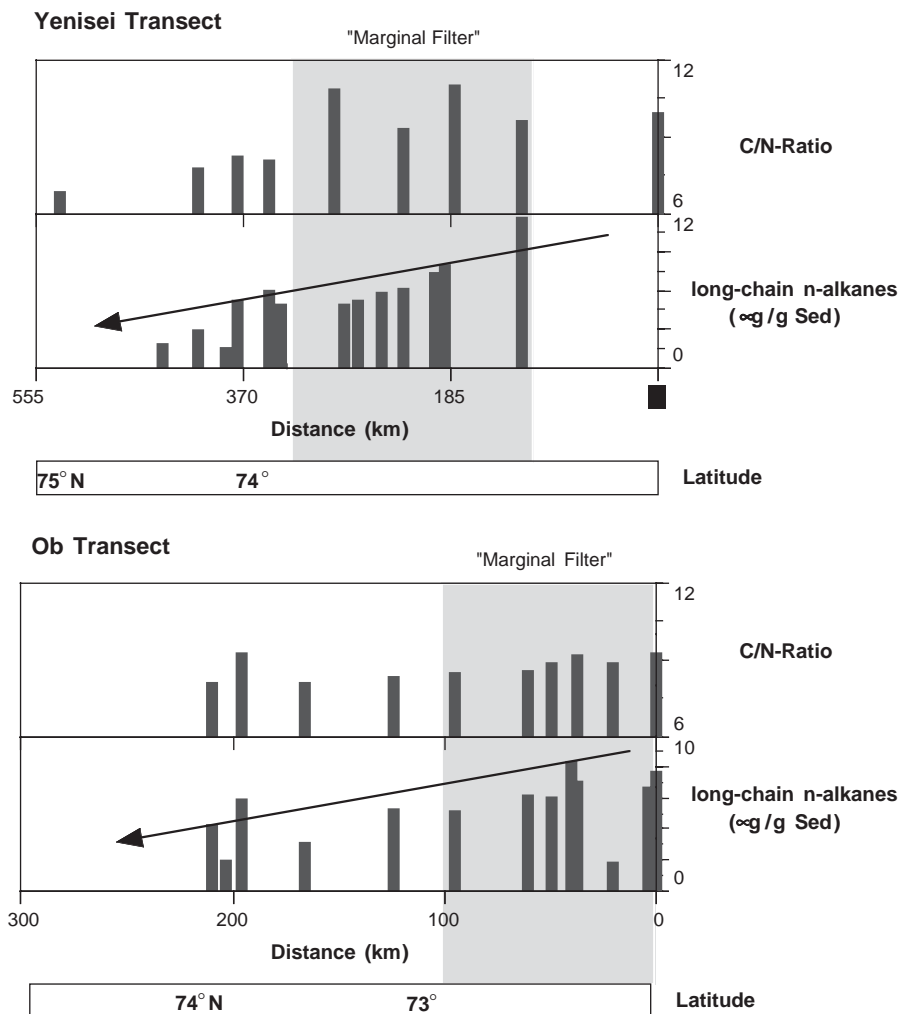 Yenisei Transect
"Marginal Filter"
12
C/N-Ratio
6
12
long-chain n-alkanes
(∝g/g Sed)
0
555 370 185
Distance (km)
75°N 74° Latitude
Ob Transect
"Marginal Filter"
12
C/N-Ratio
6
10
long-chain n-alkanes
(∝g/g Sed)
0
300 200 100 0
Distance (km)
74°N 73° Latitude